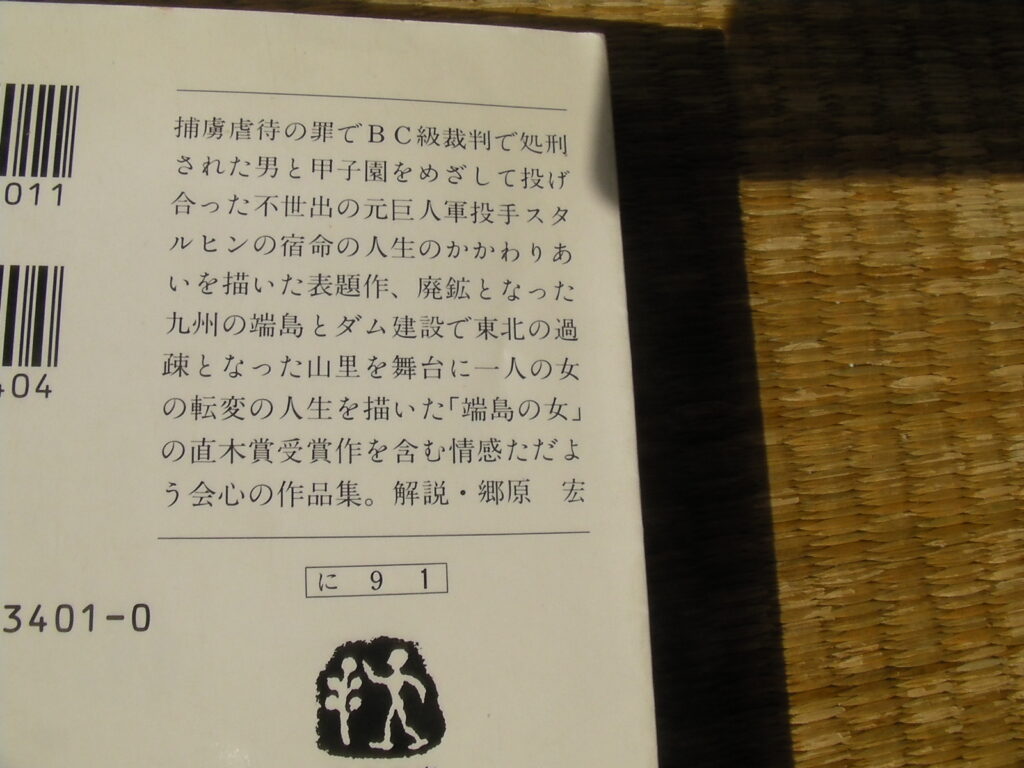 捕虜虐待の罪でＢＣ級裁判で処刑
された男と甲子園をめざして投げ
合った不世出の元巨人軍投手スタ
ルヒンの宿命の人生のかかわりあ
いを描いた表題作、廃鉱となった
九州の端島とダム建設で東北の過
疎となった山里を舞台に一人の女
の転変の人生を描いた「端島の女」
の直木賞受賞作を含む情感ただよ
う会心の作品集。解説・郷原　宏
に 9 1
011
404
3401-0